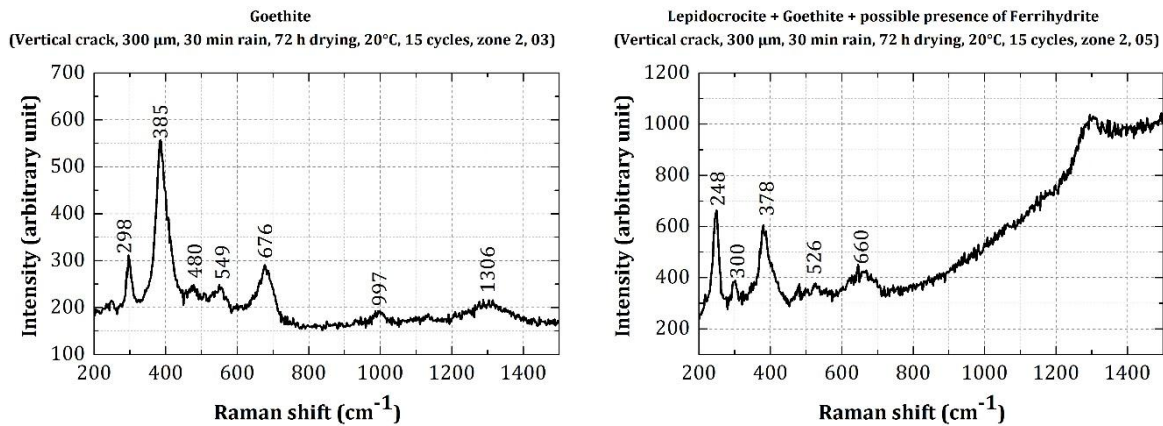 Goethite
(Vertical crack, 300 µm, 30 min rain, 72 h drying, 20°C, 15 cycles, zone 2, 03)
700
600
500
400
300
200
100
Intensity (arbitrary unit)
298
385
480
549
676
997
1306
200 400 600 800 1000 1200 1400
Raman shift (cm⁻¹)
Lepidocrocite + Goethite + possible presence of Ferrihydrite
(Vertical crack, 300 µm, 30 min rain, 72 h drying, 20°C, 15 cycles, zone 2, 05)
1200
1000
800
600
400
200
Intensity (arbitrary unit)
248
300
378
526
660
200 400 600 800 1000 1200 1400
Raman shift (cm⁻¹)